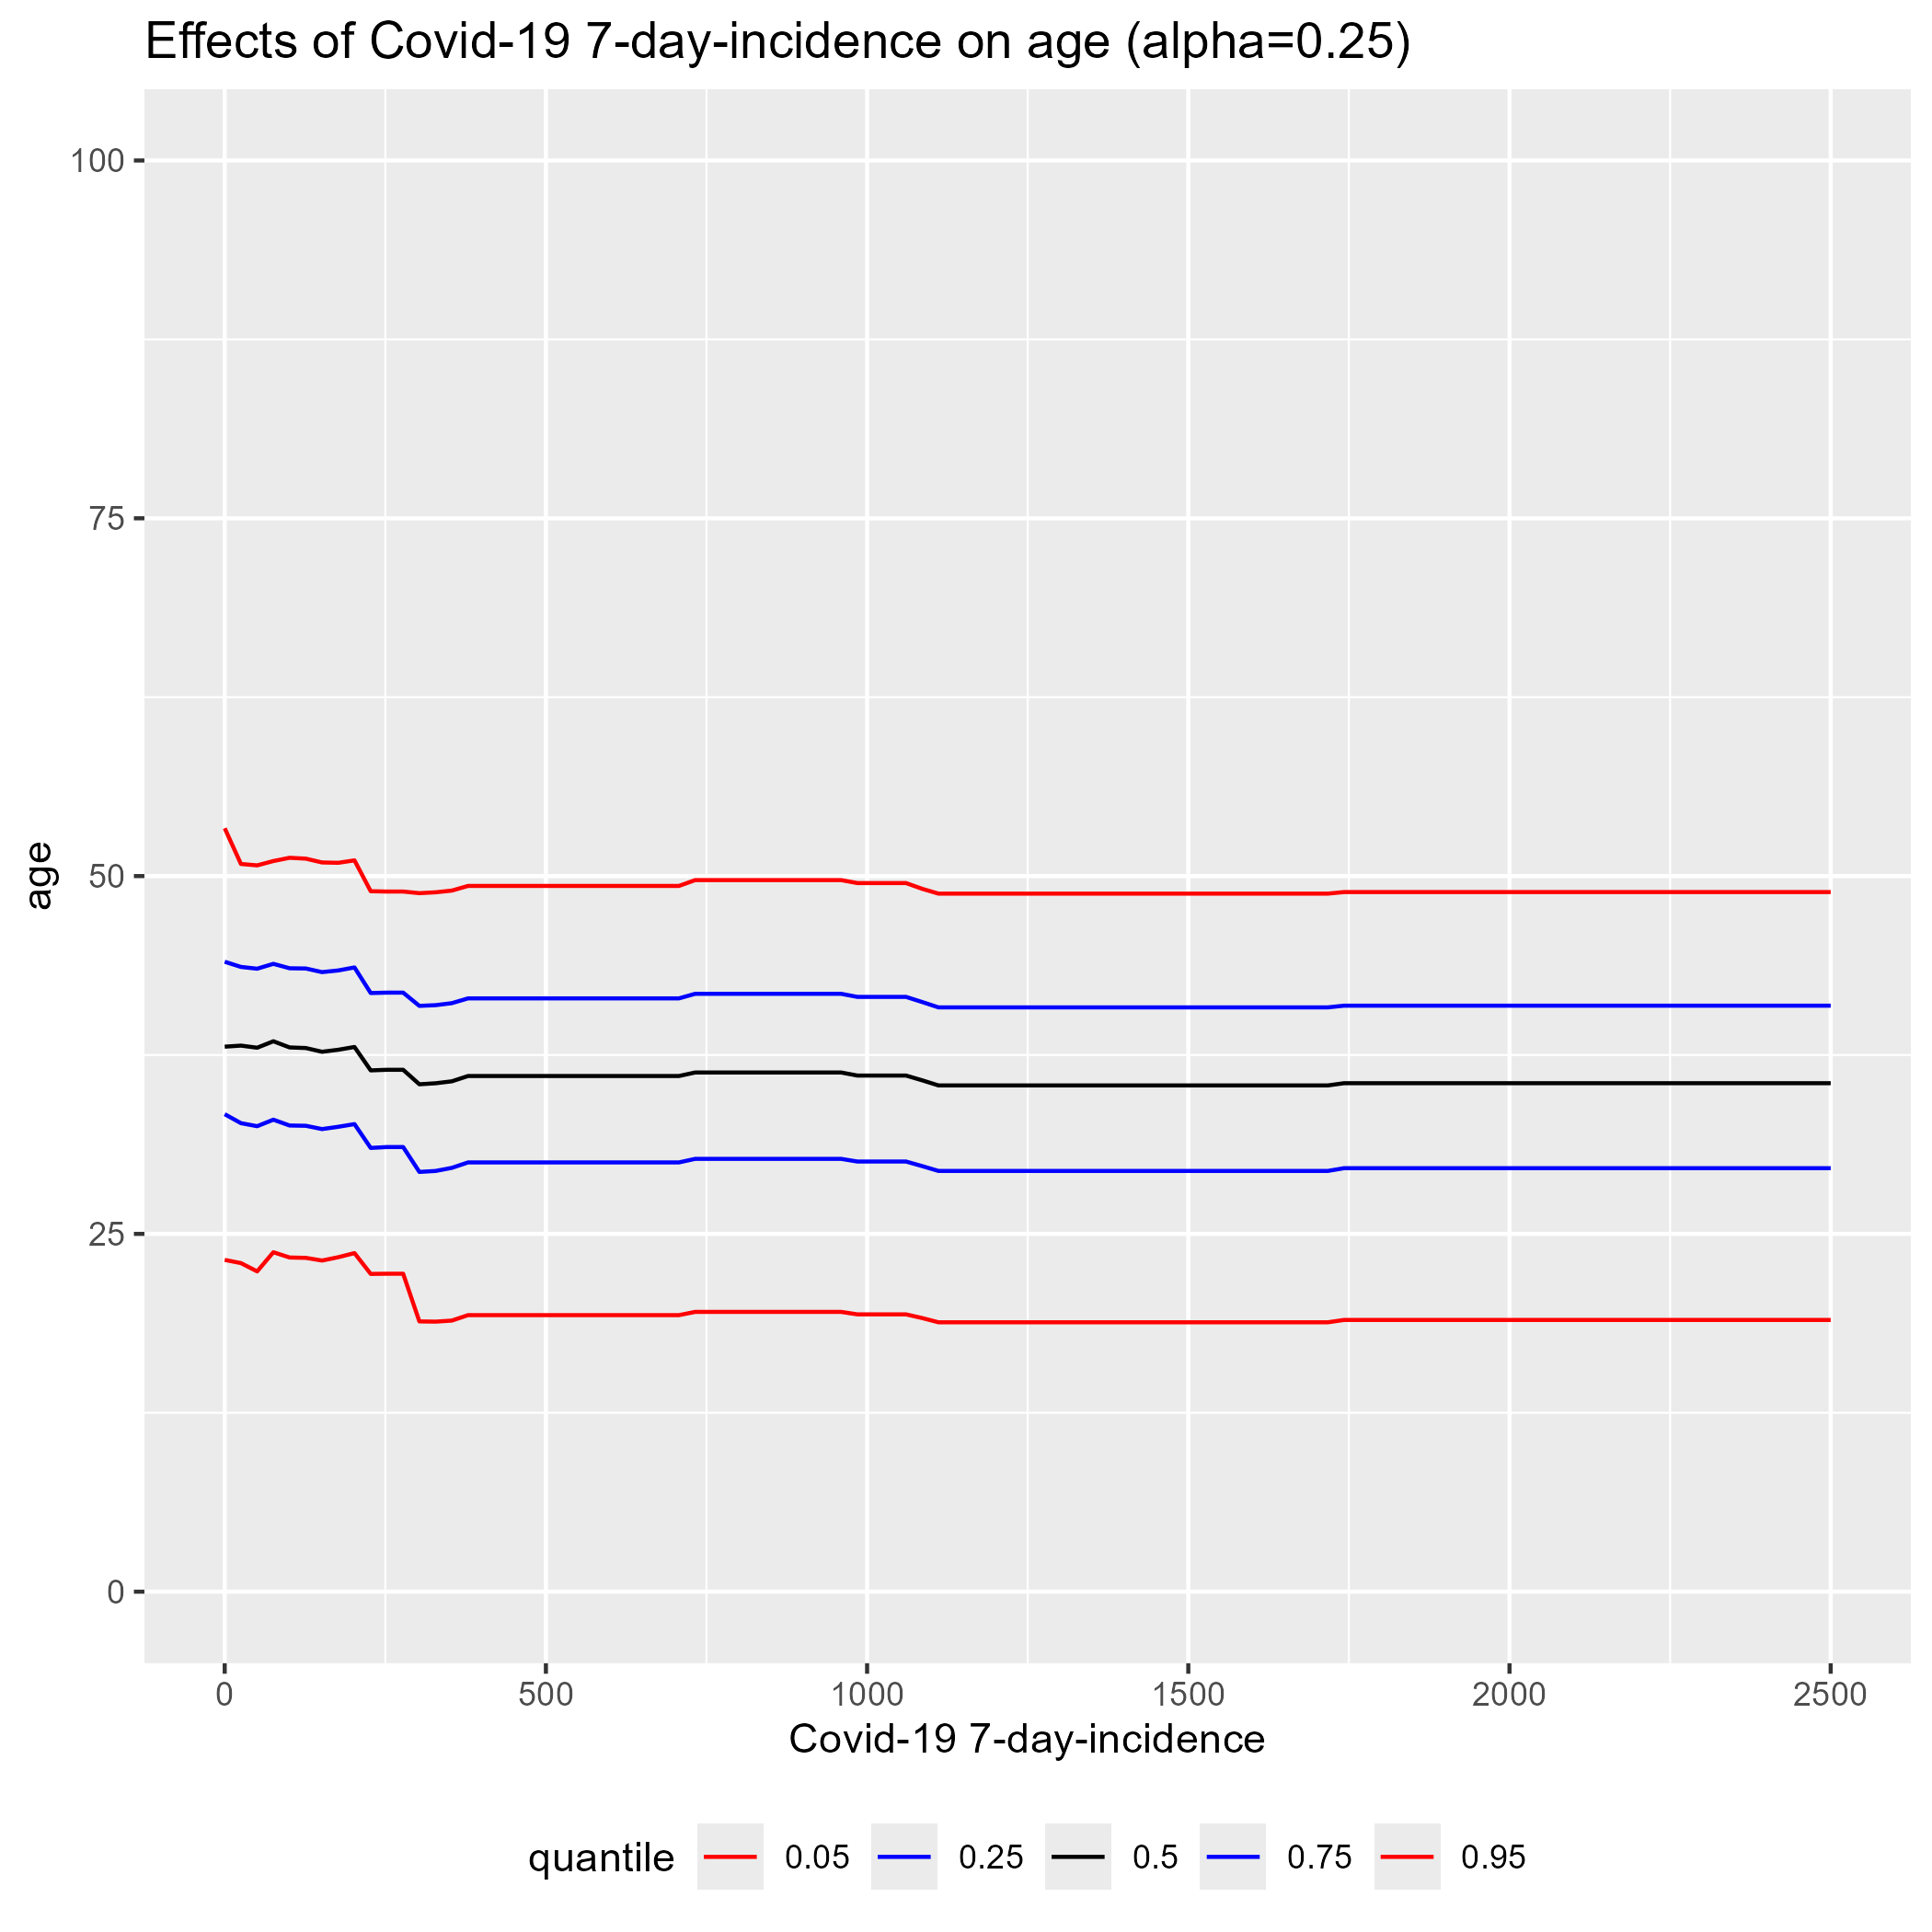 Effects of Covid-19 7-day-incidence on age (alpha=0.25)
100
75
50
25
0
age
0 500 1000 1500 2000 2500
Covid-19 7-day-incidence
quantile 0.05 0.25 0.5 0.75 0.95